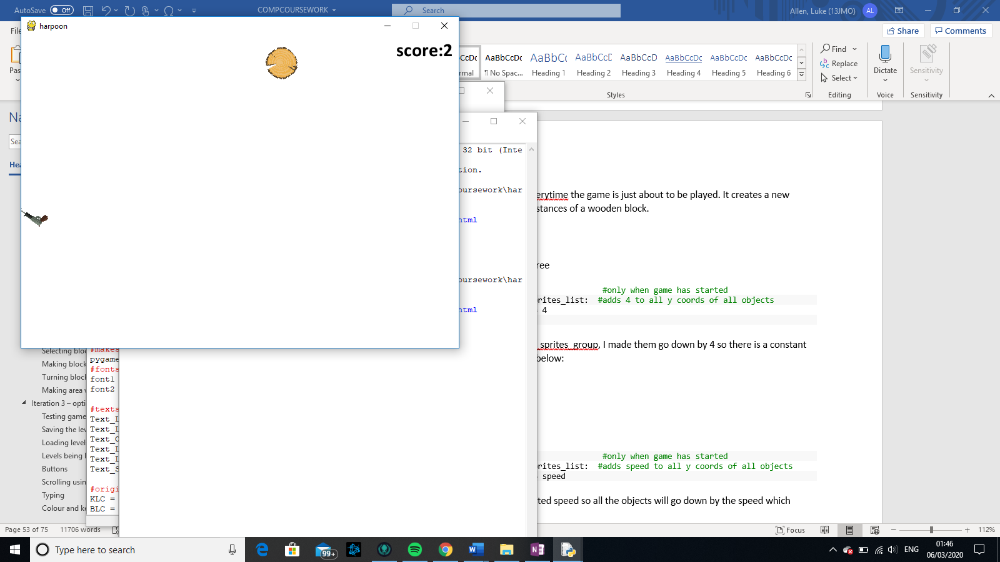 AutoSave Off
COMPCOURSEWORK
Search
Allen, Luke (13JMO) AL
harpoon
score:2
File
Share
Comments
Pas
AaBbCcDc AaBbCcDc AaBbCc AaBbCcE AaBbCcD AaBbCcDc AaBbCcDc AaBbCcDc
rmal ¶ No Spac... Heading 1 Heading 2 Heading 3 Heading 4 Heading 5 Heading 6
Styles
Find
Replace
Select
Editing
Dictate
Voice
Sensitivity
Sensitivity
Na
Sea
Hea
32 bit (Inte
tion.
oursework\har
html
oursework\har
html
erytime the game is just about to be played. It creates a new
stances of a wooden block.
ree
#only when game has started
rites_list: #adds 4 to all y coords of all objects
= 4
_sprites_group, I made them go down by 4 so there is a constant
below:
#only when game has started
rites_list: #adds speed to all y coords of all objects
= speed
ted speed so all the objects will go down by the speed which
Selecting bloc
Making block
Turning block
Making area w
Iteration 3 – opti
Testing game
Saving the lev
Loading level
Levels being l
Buttons
Scrolling usin
Typing
Colour and ke
#makes
pygame
#fonts
font1
font2
#texts
Text_L
Text_L
Text_C
Text_L
Text_L
Text_S
#origi
KLC =
BLC =
Page 53 of 75 11706 words
Focus
112%
Type here to search
99+
ENG
01:46
06/03/2020